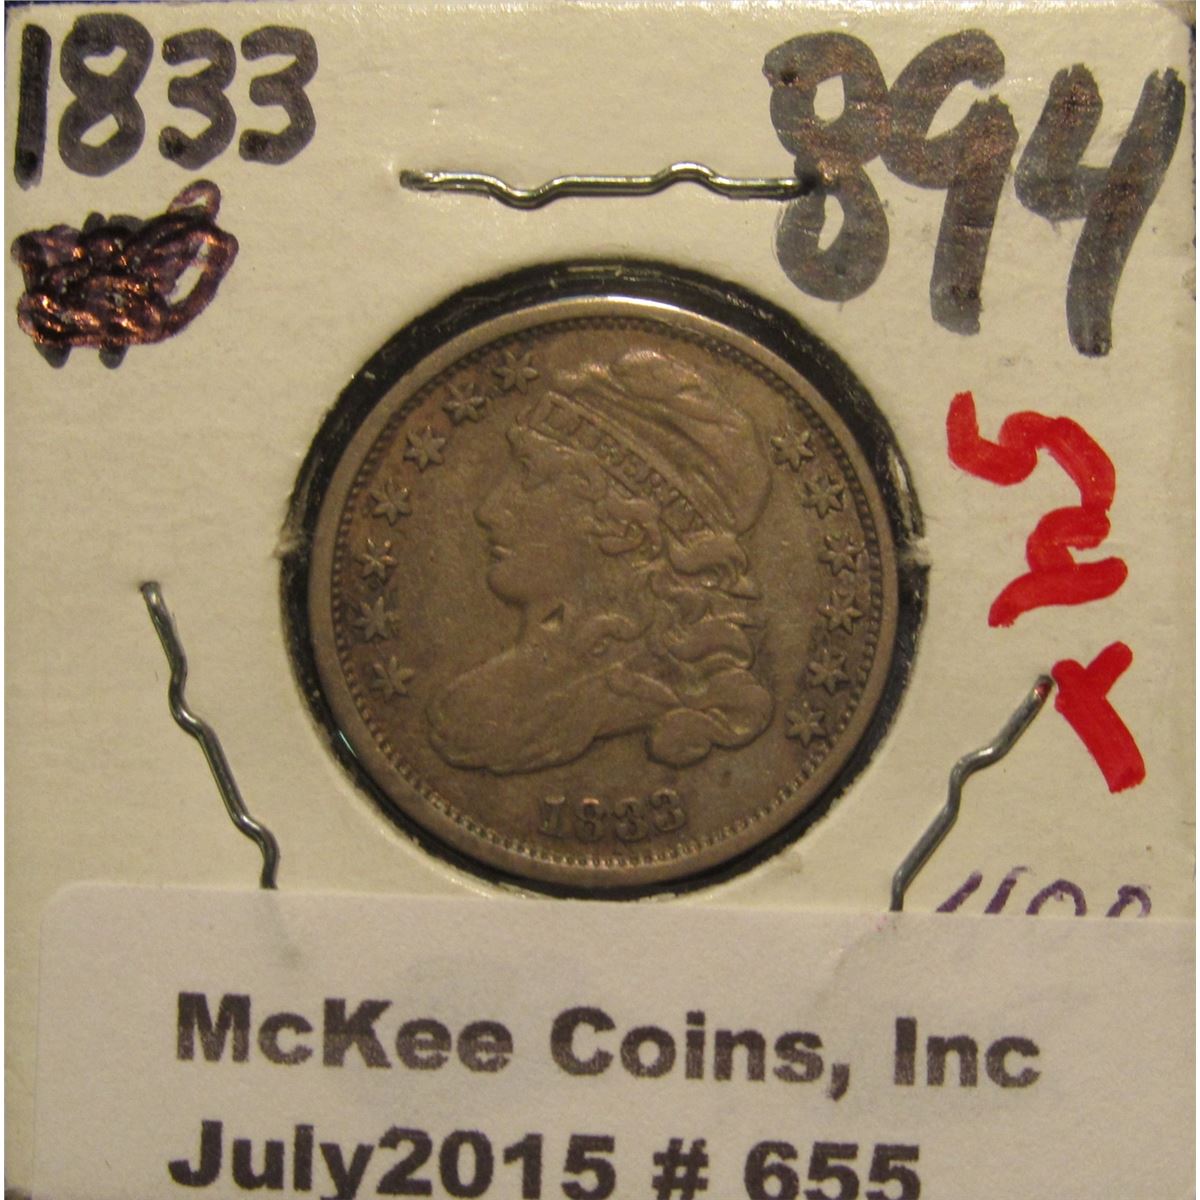 1833
894
LIBERTY
1833
McKee Coins, Inc
July2015 # 655